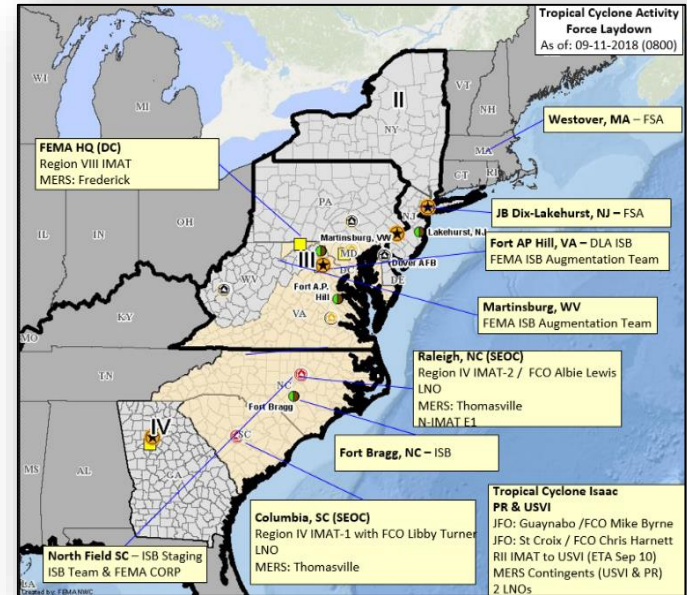 Tropical Cyclone Activity
Force Laydown
As of: 09-11-2018 (0800)
WI
MI
VT
NH
II
NY
Westover, MA – FSA
MA
CT
RI
FEMA HQ (DC)
Region VIII IMAT
MERS: Frederick
PA
NJ
JB Dix-Lakehurst, NJ – FSA
Lakehurst, NJ
IL
IN
OH
Martinsburg, VW
III
MD
DC
Dover AFB
DE
Fort AP Hill, VA – DLA ISB
FEMA ISB Augmentation Team
WV
Fort A.P.
Hill
VA
Martinsburg, WV
FEMA ISB Augmentation Team
KY
MO
Raleigh, NC (SEOC)
Region IV IMAT-2 / FCO Albie Lewis
LNO
MERS: Thomasville
N-IMAT E1
TN
NC
Fort Bragg
Fort Bragg, NC – ISB
IV
SC
MS
AL
GA
Columbia, SC (SEOC)
Region IV IMAT-1 with FCO Libby Turner
LNO
MERS: Thomasville
Tropical Cyclone Isaac
PR & USVI
JFO: Guaynabo /FCO Mike Byrne
JFO: St Croix / FCO Chris Harnett
RII IMAT to USVI (ETA Sep 10)
MERS Contingents (USVI & PR)
2 LNOs
North Field SC – ISB Staging
ISB Team & FEMA CORP
LA
Created by: FEMANWC